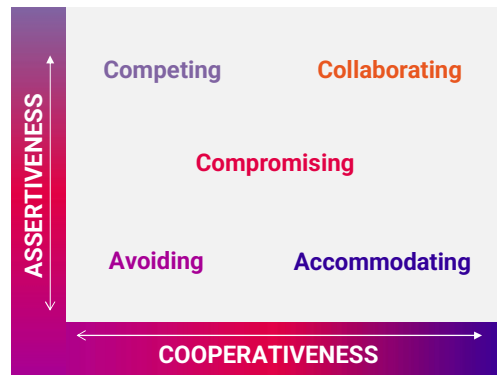 Competing
Collaborating
Compromising
Avoiding
Accommodating
ASSERTIVENESS
COOPERATIVENESS